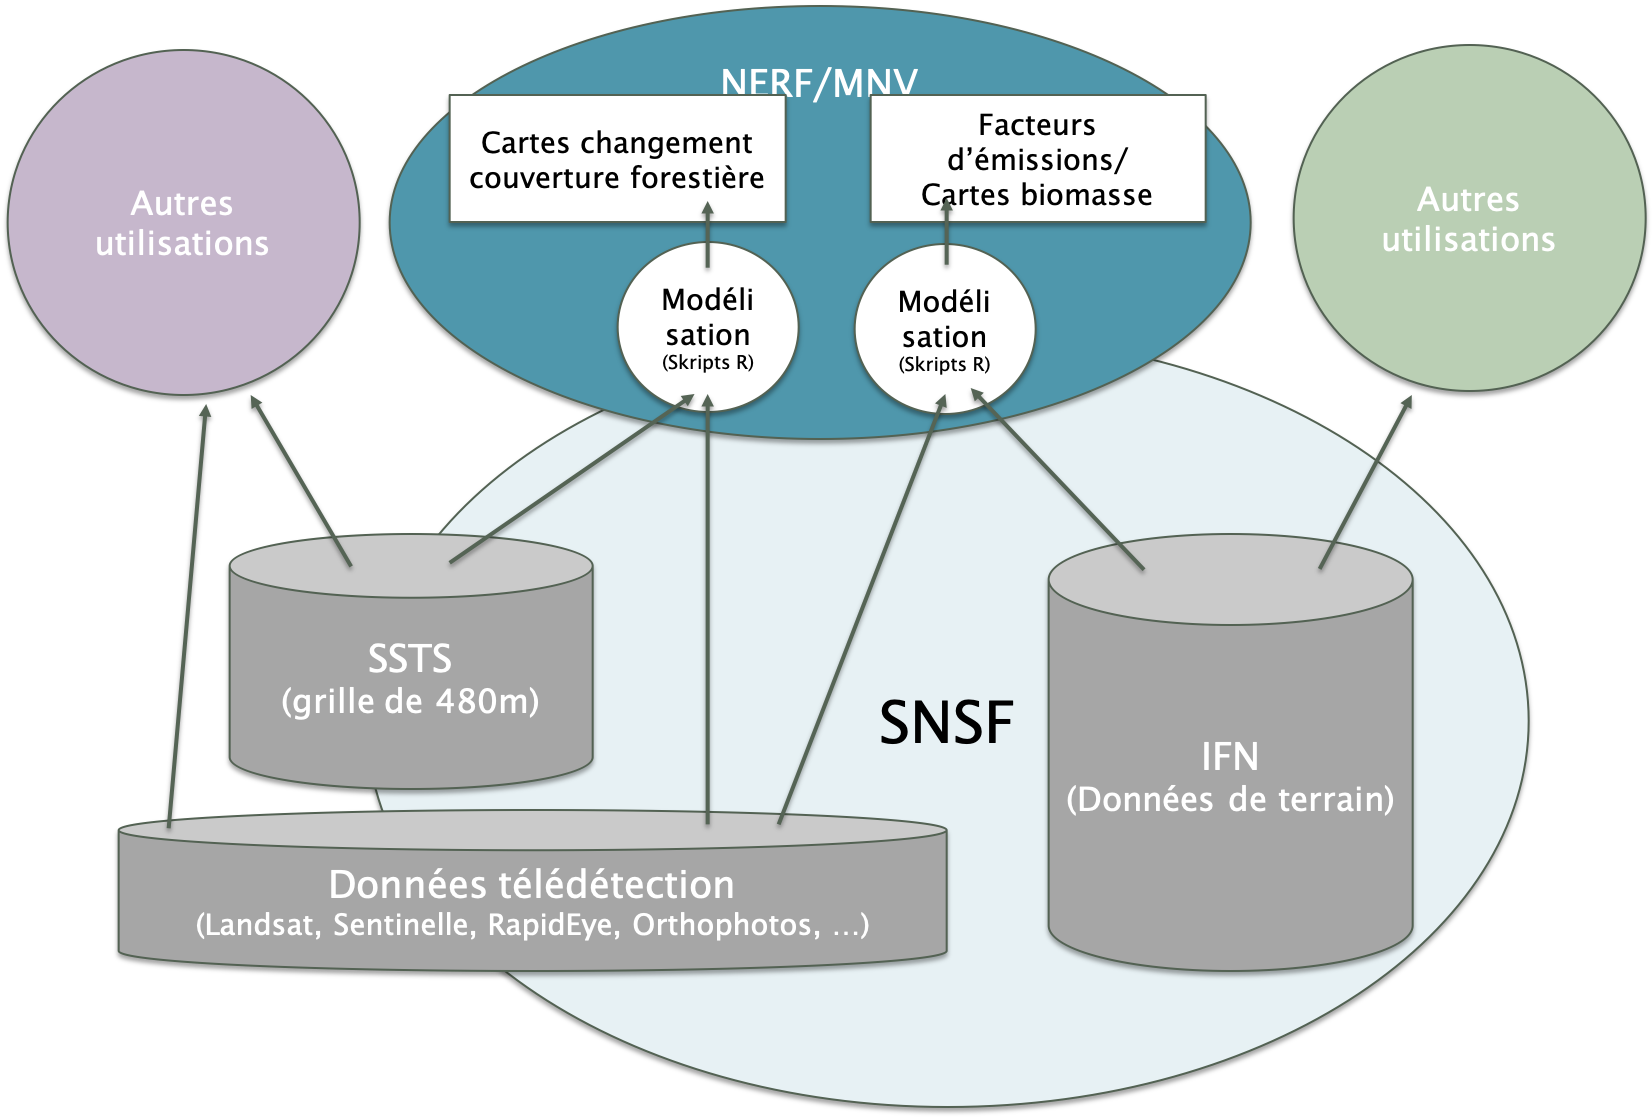 NERF/MNV
Cartes changement
couverture forestière
Facteurs
d’émissions/
Cartes biomasse
Autres
utilisations
Autres
utilisations
Modéli
sation
(Skripts R)
Modéli
sation
(Skripts R)
SSTS
(grille de 480m)
SNSF
IFN
(Données de terrain)
Données télédétection
(Landsat, Sentinelle, RapidEye, Orthophotos, ...)